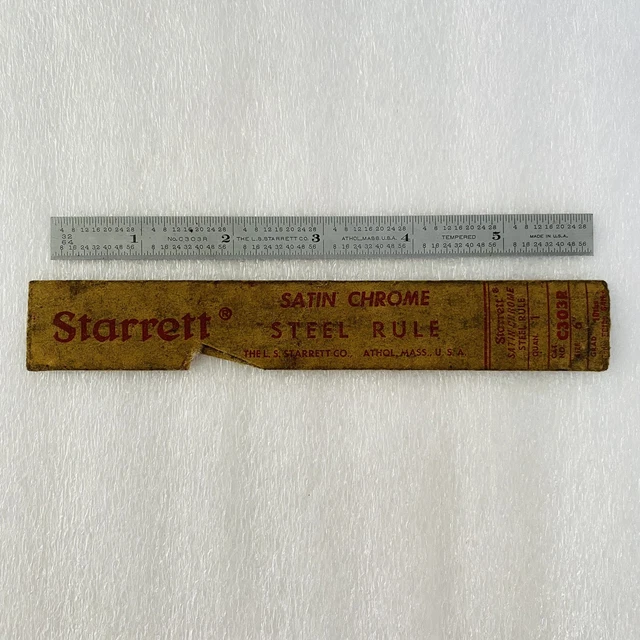 4 8 12 16 20 24 28 4 8 12 16 20 24 28 4 8 12 16 20 24 28 4 8 12 16 20 24 28 4 8 12 16 20 24 28 4 8 12 16 20 24 28
32 1 NO.C303R 2 THE L.S.STARRETT CO. 3 ATHOL,MASS.U.S.A. 4 TEMPERED 5 MADE IN U.S.A.
64 8 16 24 32 40 48 56 8 16 24 32 40 48 56 8 16 24 32 40 48 56 8 16 24 32 40 48 56 8 16 24 32 40 48 56 8 16 24 32 40 48 56
Starrett®
SATIN CHROME
STEEL RULE
THE L. S. STARRETT CO. ATHOL, MASS., U. S. A.
Starrett®
SATIN CHROME
STEEL RULE
QUAN. 1
CAT. NO. C303R